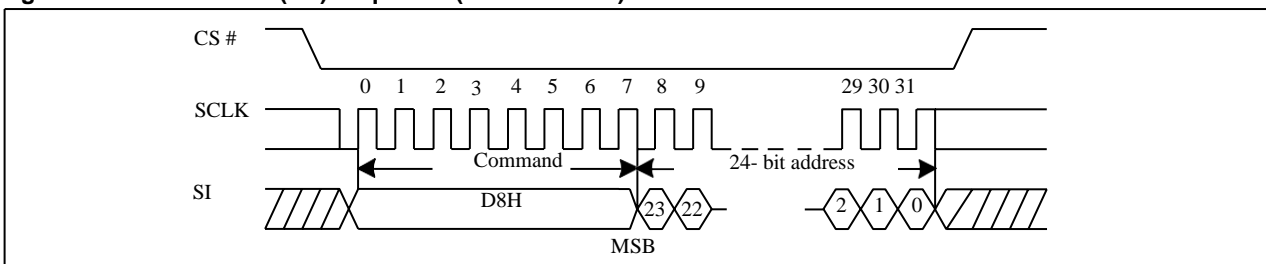 CS #
0 1 2 3 4 5 6 7 8 9 29 30 31
SCLK
Command 24- bit address
SI
D8H 23 22 2 1 0
MSB